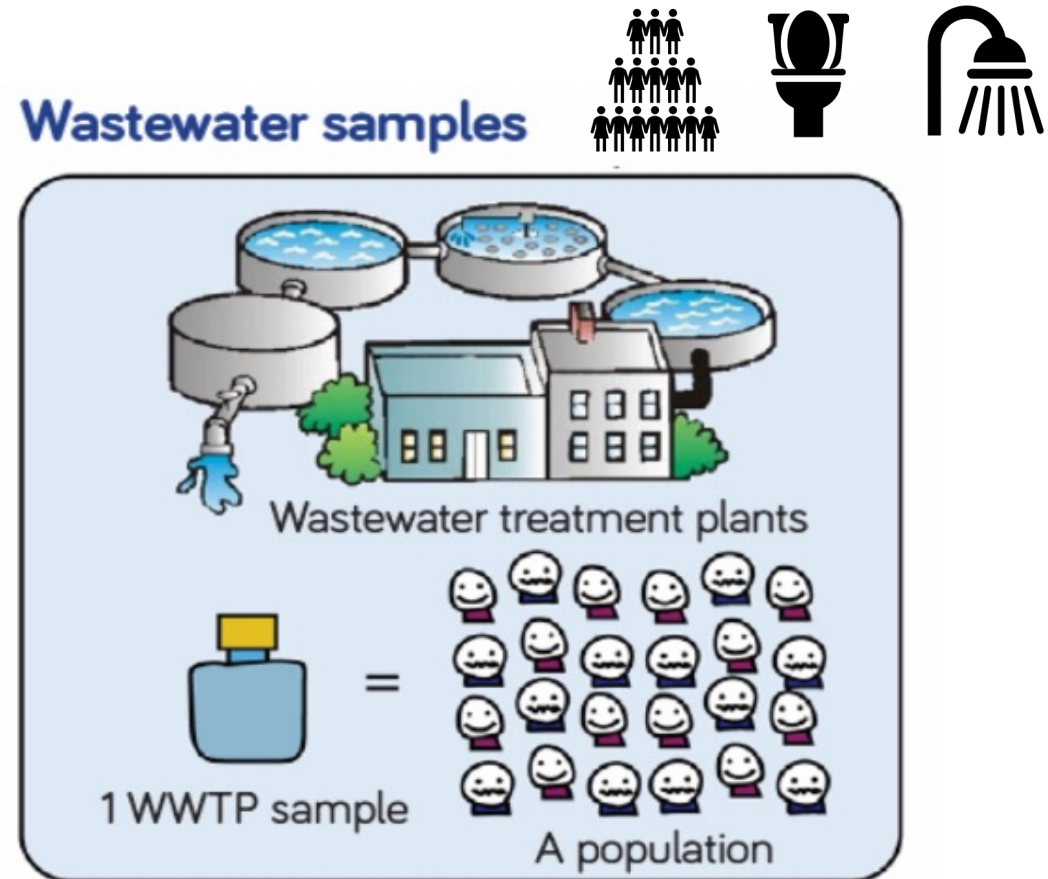 Wastewater samples
Wastewater treatment plants
=
1 WWTP sample
A population